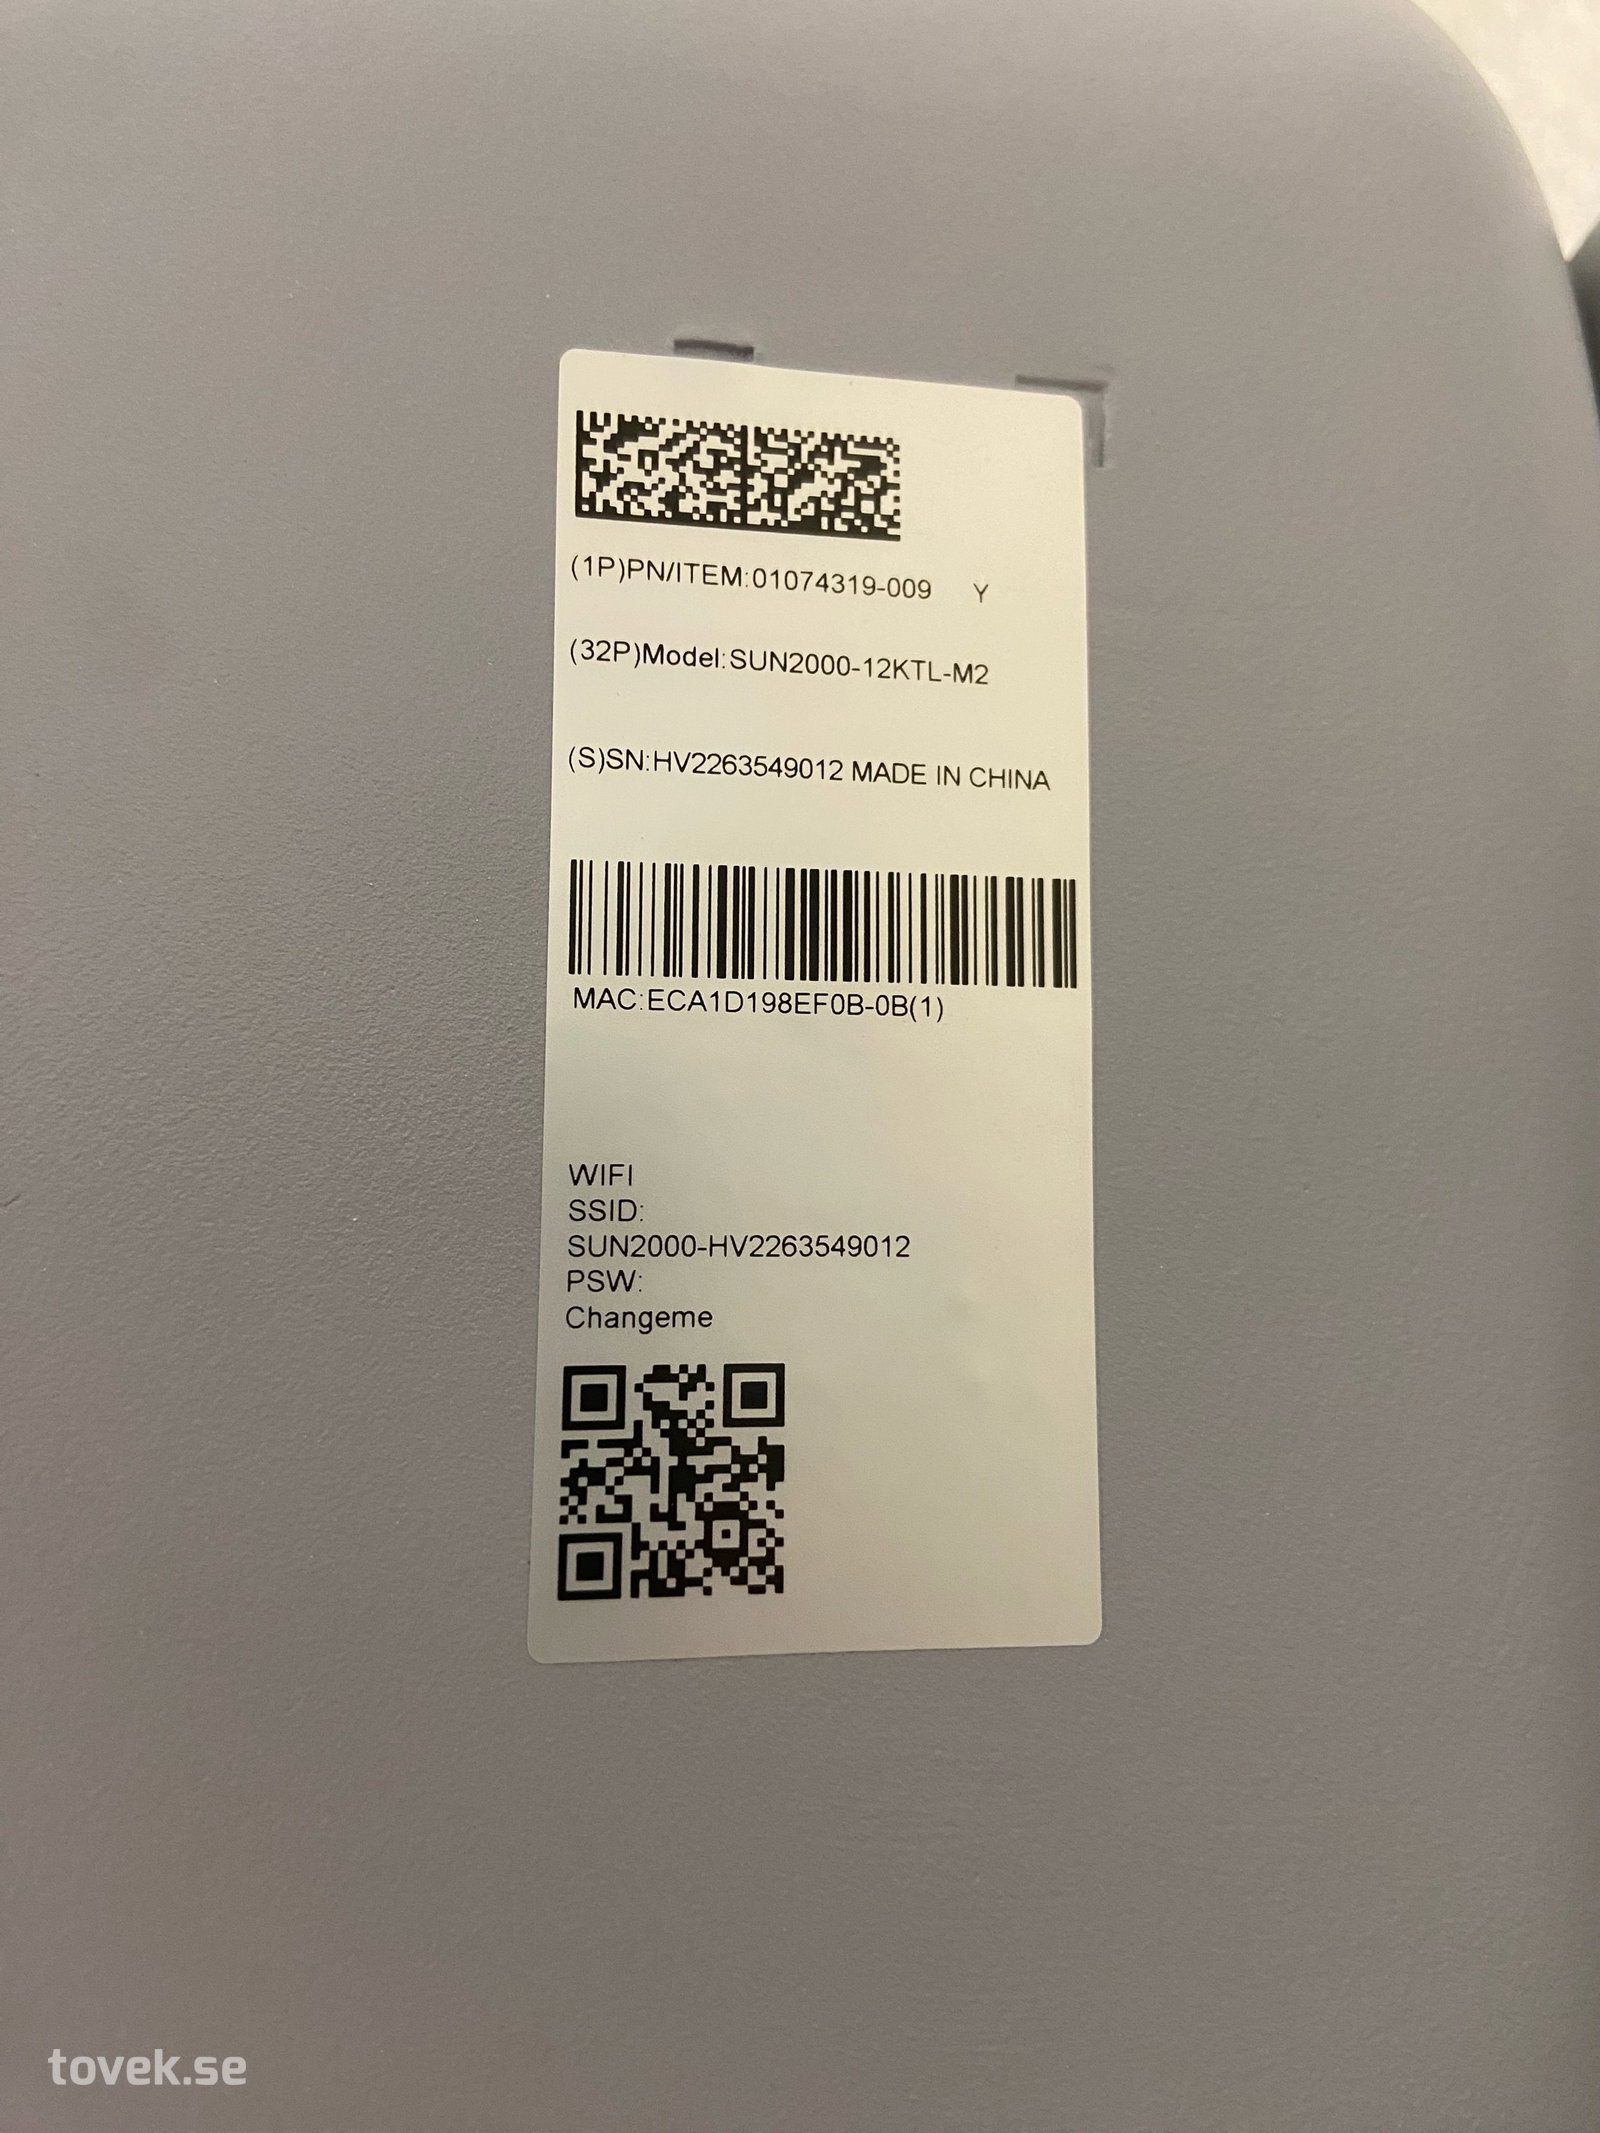 (1P)PN/ITEM:01074319-009 Y
(32P)Model:SUN2000-12KTL-M2
(S)SN:HV2263549012 MADE IN CHINA
MAC:ECA1D198EF0B-0B(1)
WIFI
SSID:
SUN2000-HV2263549012
PSW:
Changeme
tovek.se